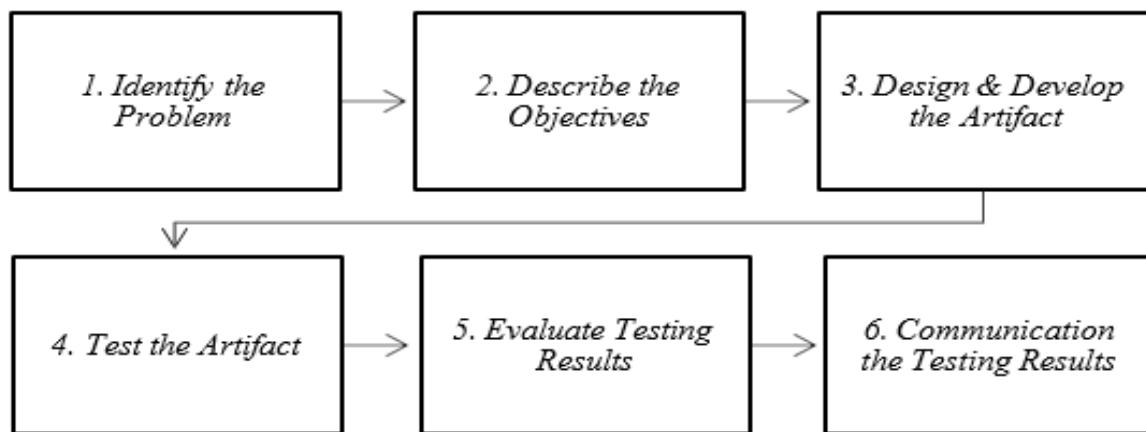 1. Identify the
Problem
2. Describe the
Objectives
3. Design & Develop
the Artifact
4. Test the Artifact
5. Evaluate Testing
Results
6. Communication
the Testing Results